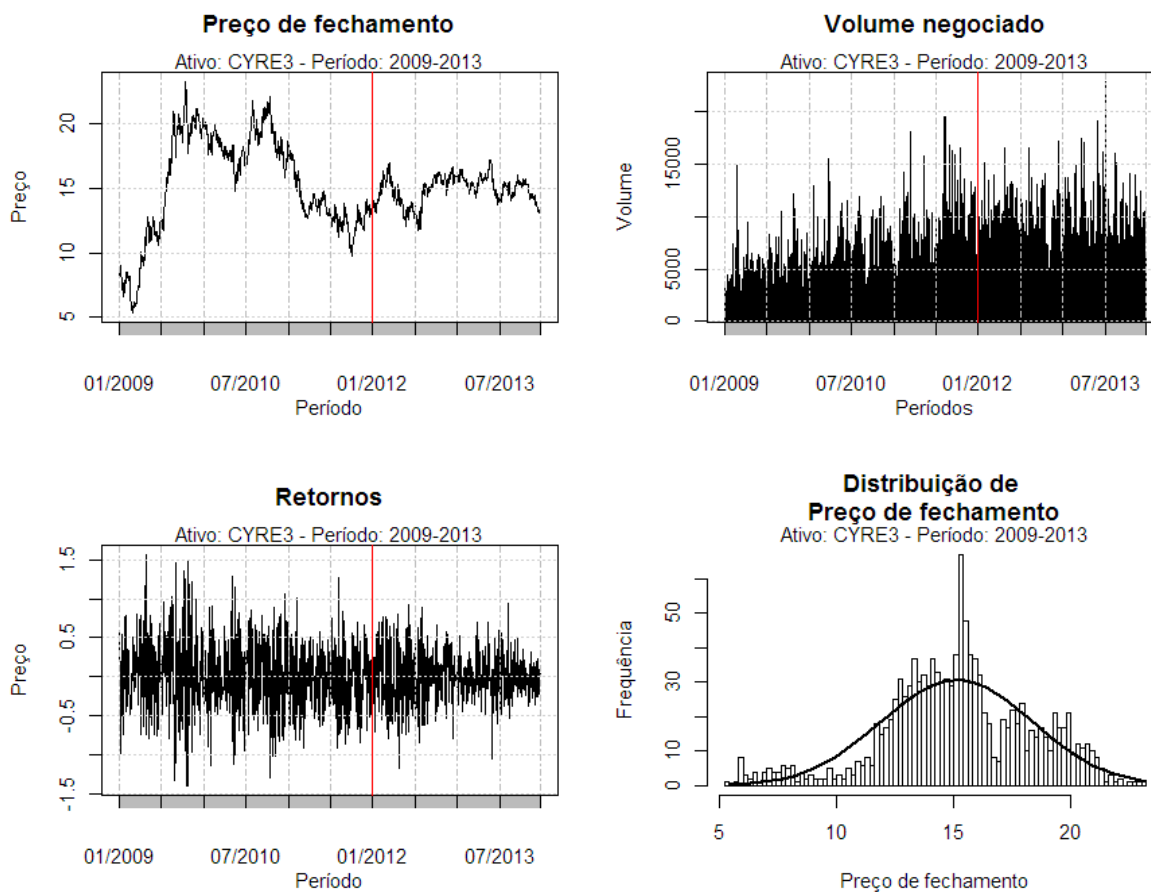 Preço de fechamento
Ativo: CYRE3 - Período: 2009-2013
Preço
20
15
10
5
01/2009 07/2010 01/2012 07/2013
Período
Volume negociado
Ativo: CYRE3 - Período: 2009-2013
Volume
15000
5000
0
01/2009 07/2010 01/2012 07/2013
Períodos
Retornos
Ativo: CYRE3 - Período: 2009-2013
Preço
1.5
0.5
-0.5
-1.5
01/2009 07/2010 01/2012 07/2013
Período
Distribuição de
Preço de fechamento
Ativo: CYRE3 - Período: 2009-2013
Frequência
50
30
10
0
5 10 15 20
Preço de fechamento